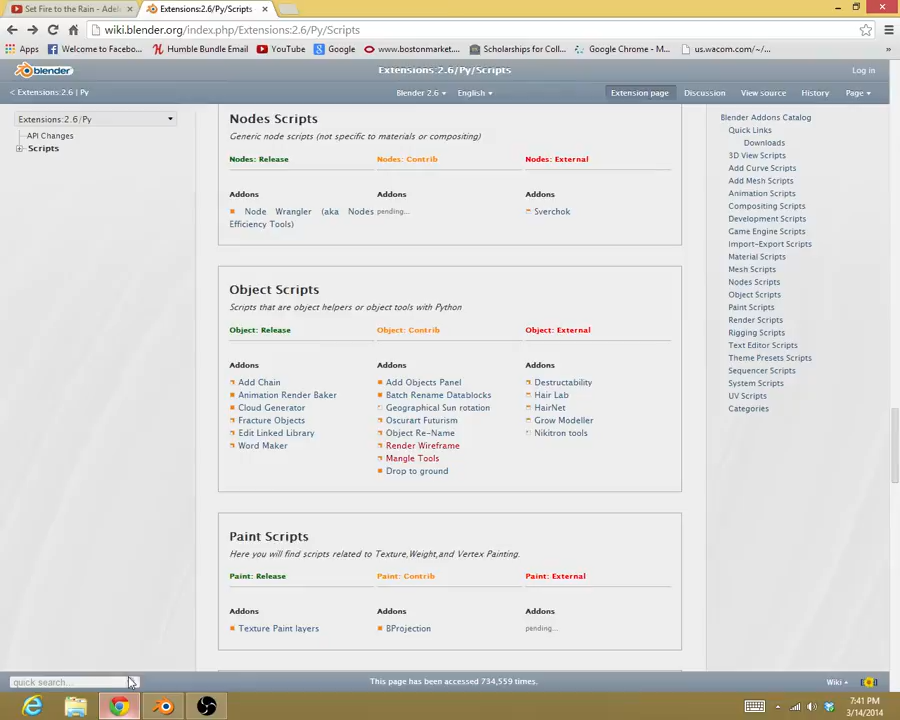 Set Fire to the Rain - Adel
Extensions:2.6/Py/Scripts
wiki.blender.org/index.php/Extensions:2.6/Py/Scripts
Apps
Welcome to Facebo...
Humble Bundle Email
YouTube
Google
www.bostonmarket....
Scholarships for Coll...
Google Chrome - M...
us.wacom.com/~/...
»
blender
Extensions:2.6/Py/Scripts
Log in
< Extensions:2.6 | Py
Blender 2.6
English
Extension page
Discussion
View source
History
Page
Extensions:2.6/Py
API Changes
Scripts
Nodes Scripts
Generic node scripts (not specific to materials or compositing)
Nodes: Release
Nodes: Contrib
Nodes: External
Addons
Addons
Addons
Node Wrangler (aka Nodes
Efficiency Tools)
pending...
Sverchok
Object Scripts
Scripts that are object helpers or object tools with Python
Object: Release
Object: Contrib
Object: External
Addons
Addons
Addons
Add Chain
Animation Render Baker
Cloud Generator
Fracture Objects
Edit Linked Library
Word Maker
Add Objects Panel
Batch Rename Datablocks
Geographical Sun rotation
Oscurart Futurism
Object Re-Name
Render Wireframe
Mangle Tools
Drop to ground
Destructability
Hair Lab
HairNet
Grow Modeller
Nikitron tools
Paint Scripts
Here you will find scripts related to Texture,Weight,and Vertex Painting.
Paint: Release
Paint: Contrib
Paint: External
Addons
Addons
Addons
Texture Paint layers
BProjection
pending...
Blender Addons Catalog
Quick Links
Downloads
3D View Scripts
Add Curve Scripts
Add Mesh Scripts
Animation Scripts
Compositing Scripts
Development Scripts
Game Engine Scripts
Import-Export Scripts
Material Scripts
Mesh Scripts
Nodes Scripts
Object Scripts
Paint Scripts
Render Scripts
Rigging Scripts
Text Editor Scripts
Theme Presets Scripts
Sequencer Scripts
System Scripts
UV Scripts
Categories
quick search...
This page has been accessed 734,559 times.
Wiki
7:41 PM
3/14/2014